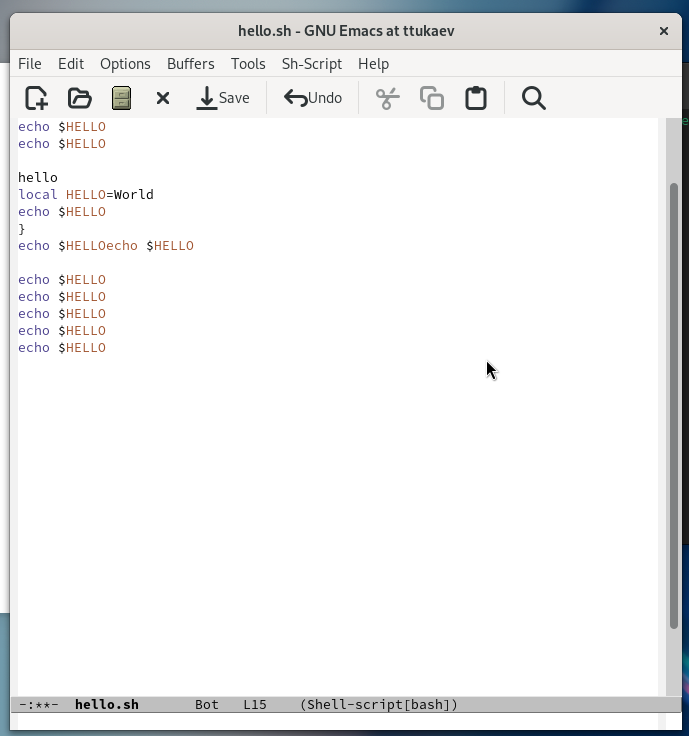 hello.sh - GNU Emacs at ttukaev
File Edit Options Buffers Tools Sh-Script Help
Save Undo
echo $HELLO
echo $HELLO
hello
local HELLO=World
echo $HELLO
}
echo $HELLOecho $HELLO
echo $HELLO
echo $HELLO
echo $HELLO
echo $HELLO
echo $HELLO
-:**- hello.sh Bot L15 (Shell-script[bash])